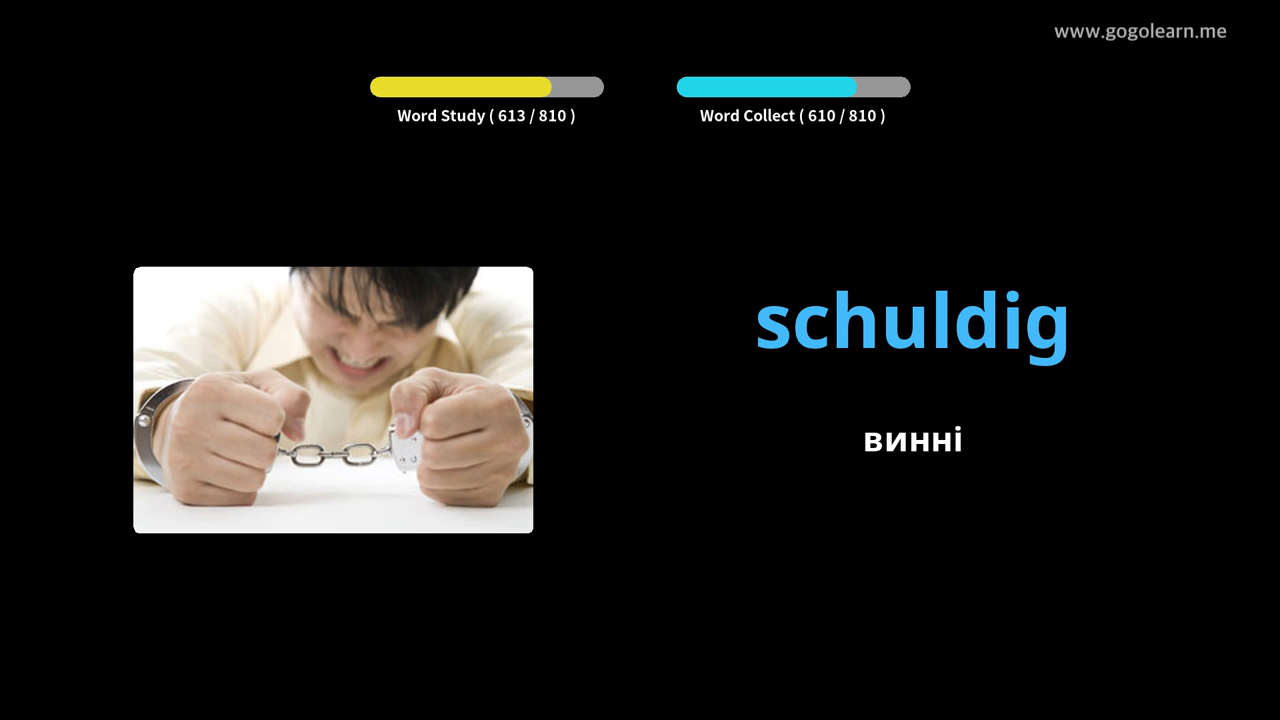 www.gogolearn.me
Word Study ( 613 / 810 )
Word Collect ( 610 / 810 )
schuldig
винні